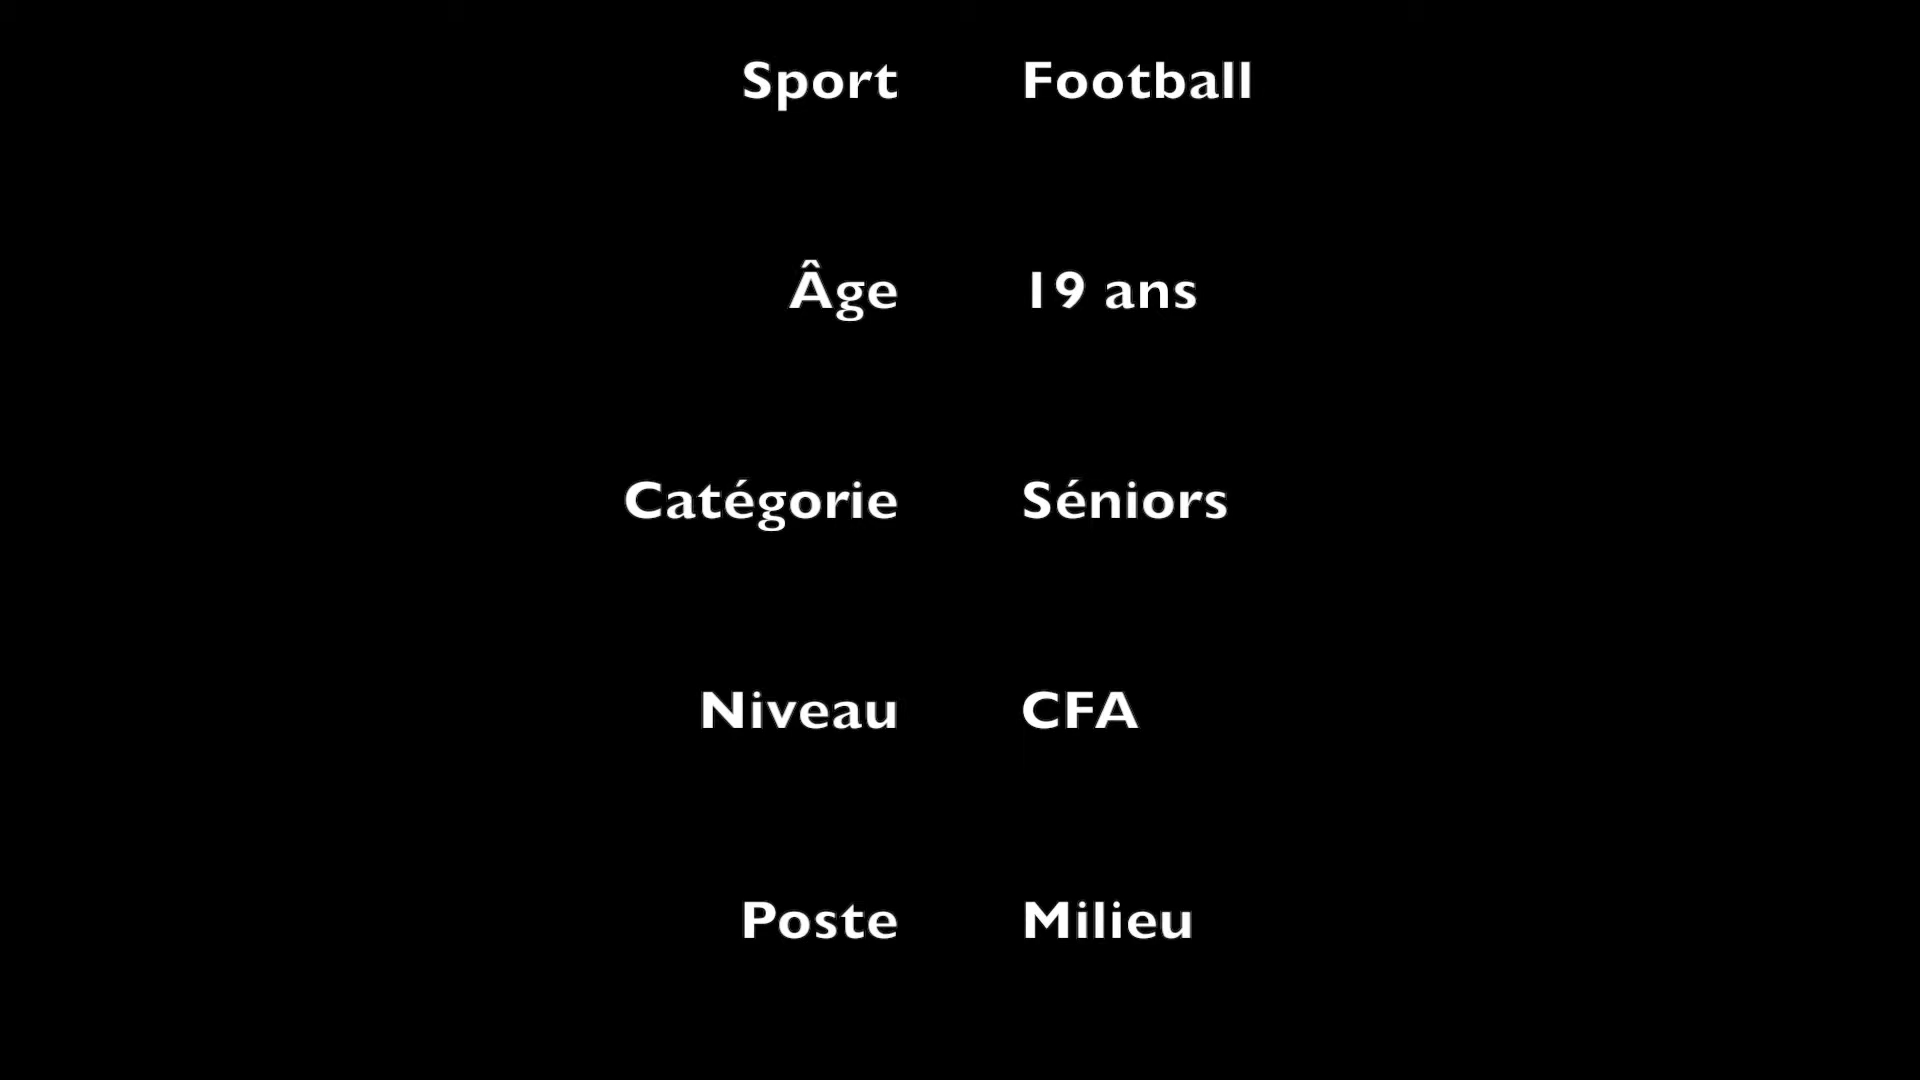 Sport Football
Âge 19 ans
Catégorie Séniors
Niveau CFA
Poste Milieu